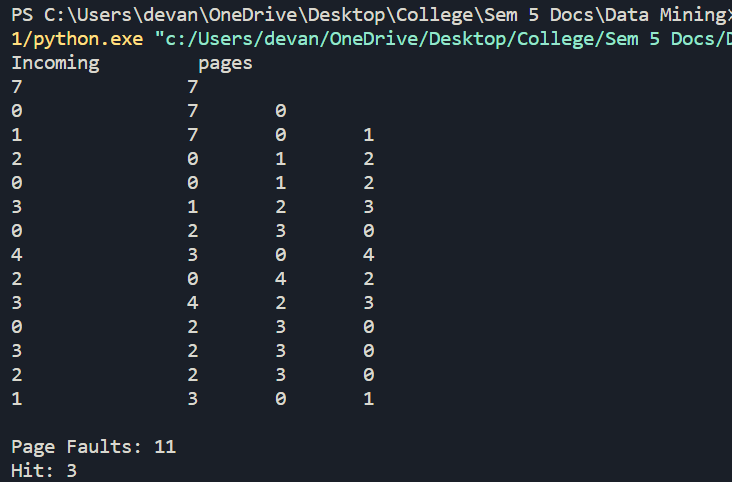 PS C:\Users\devan\OneDrive\Desktop\College\Sem 5 Docs\Data Mining>
1/python.exe "c:/Users/devan/OneDrive/Desktop/College/Sem 5 Docs/D
Incoming pages
7 7
0 7 0
1 7 0 1
2 0 1 2
0 0 1 2
3 1 2 3
0 2 3 0
4 3 0 4
2 0 4 2
3 4 2 3
0 2 3 0
3 2 3 0
2 2 3 0
1 3 0 1
Page Faults: 11
Hit: 3